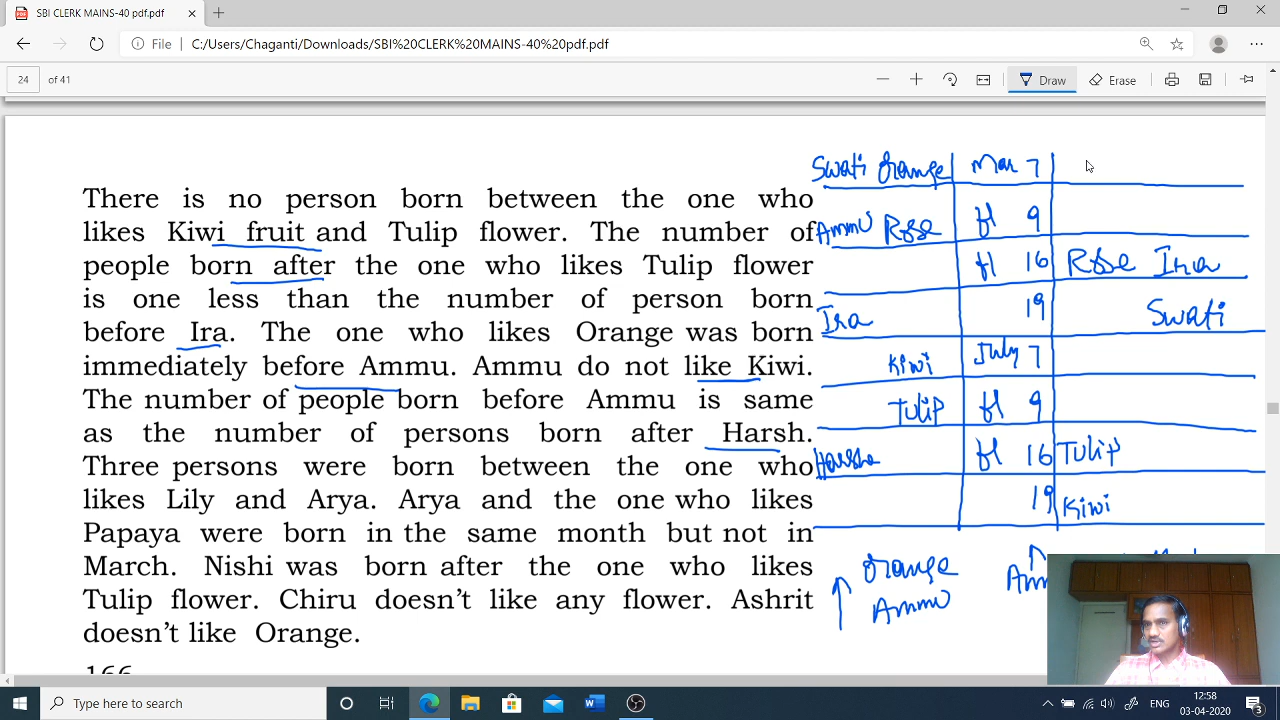 SBI CLERK MAINS-40 pdf.pdf
File C:/Users/Chaganti/Downloads/SBI%20CLERK%20MAINS-40%20pdf.pdf
24 of 41 Draw Erase
There is no person born between the one who
likes Kiwi fruit and Tulip flower. The number of
people born after the one who likes Tulip flower
is one less than the number of person born
before Ira. The one who likes Orange was born
immediately before Ammu. Ammu do not like Kiwi.
The number of people born before Ammu is same
as the number of persons born after Harsh.
Three persons were born between the one who
likes Lily and Arya. Arya and the one who likes
Papaya were born in the same month but not in
March. Nishi was born after the one who likes
Tulip flower. Chiru doesn't like any flower. Ashrit
doesn't like Orange.
166
Swati Orange Mar 7
Ammu Rose fl 9
fl 16 Rose Ira
Ira 19 Swati
Kiwi July 7
Tulip fl 9
Harsha fl 16 Tulip
19 Kiwi
Orange
Ammu
Type here to search
ENG
12:58
03-04-2020
3